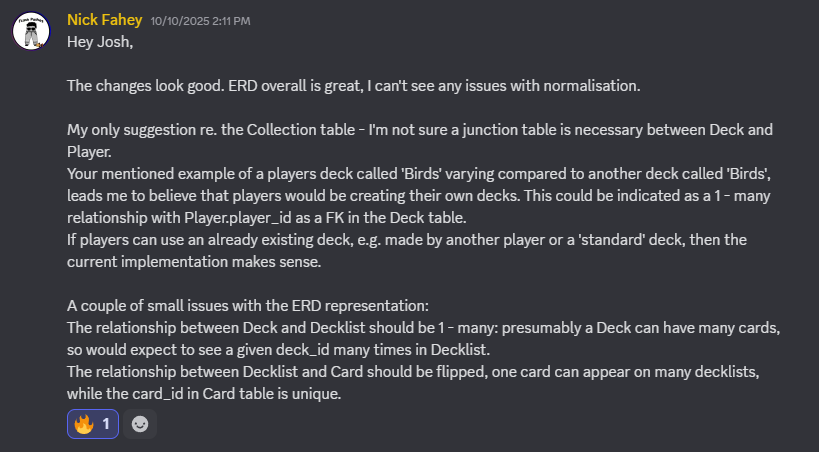 Nick Fahey 10/10/2025 2:11 PM
Hey Josh,
The changes look good. ERD overall is great, I can't see any issues with normalisation.
My only suggestion re. the Collection table - I'm not sure a junction table is necessary between Deck and
Player.
Your mentioned example of a players deck called 'Birds' varying compared to another deck called 'Birds',
leads me to believe that players would be creating their own decks. This could be indicated as a 1 - many
relationship with Player.player_id as a FK in the Deck table.
If players can use an already existing deck, e.g. made by another player or a 'standard' deck, then the
current implementation makes sense.
A couple of small issues with the ERD representation:
The relationship between Deck and Decklist should be 1 - many: presumably a Deck can have many cards,
so would expect to see a given deck_id many times in Decklist.
The relationship between Decklist and Card should be flipped, one card can appear on many decklists,
while the card_id in Card table is unique.
1